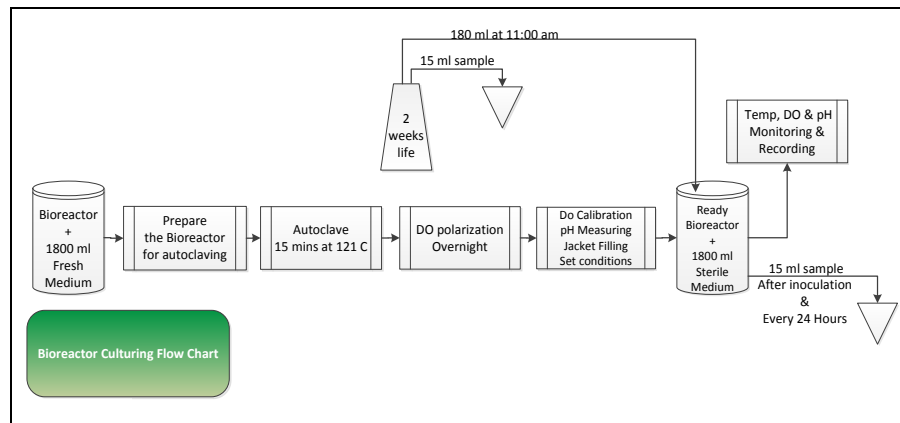 180 ml at 11:00 am
15 ml sample
2
weeks
life
Temp, DO & pH
Monitoring &
Recording
Bioreactor
+
1800 ml
Fresh
Medium
Prepare
the Bioreactor
for autoclaving
Autoclave
15 mins at 121 C
DO polarization
Overnight
Do Calibration
pH Measuring
Jacket Filling
Set conditions
Ready
Bioreactor
+
1800 ml
Sterile
Medium
15 ml sample
After inoculation
&
Every 24 Hours
Bioreactor Culturing Flow Chart